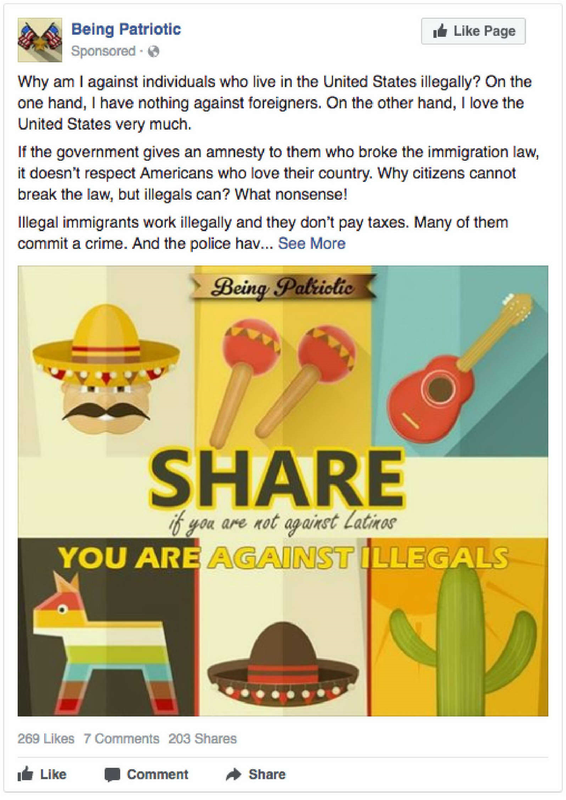 Being Patriotic
Like Page
Sponsored ·
Why am I against individuals who live in the United States illegally? On the
one hand, I have nothing against foreigners. On the other hand, I love the
United States very much.
If the government gives an amnesty to them who broke the immigration law,
it doesn't respect Americans who love their country. Why citizens cannot
break the law, but illegals can? What nonsense!
Illegal immigrants work illegally and they don't pay taxes. Many of them
commit a crime. And the police hav... See More
Being Patriotic
SHARE
if you are not against Latinos
YOU ARE AGAINST ILLEGALS
269 Likes 7 Comments 203 Shares
Like Comment Share